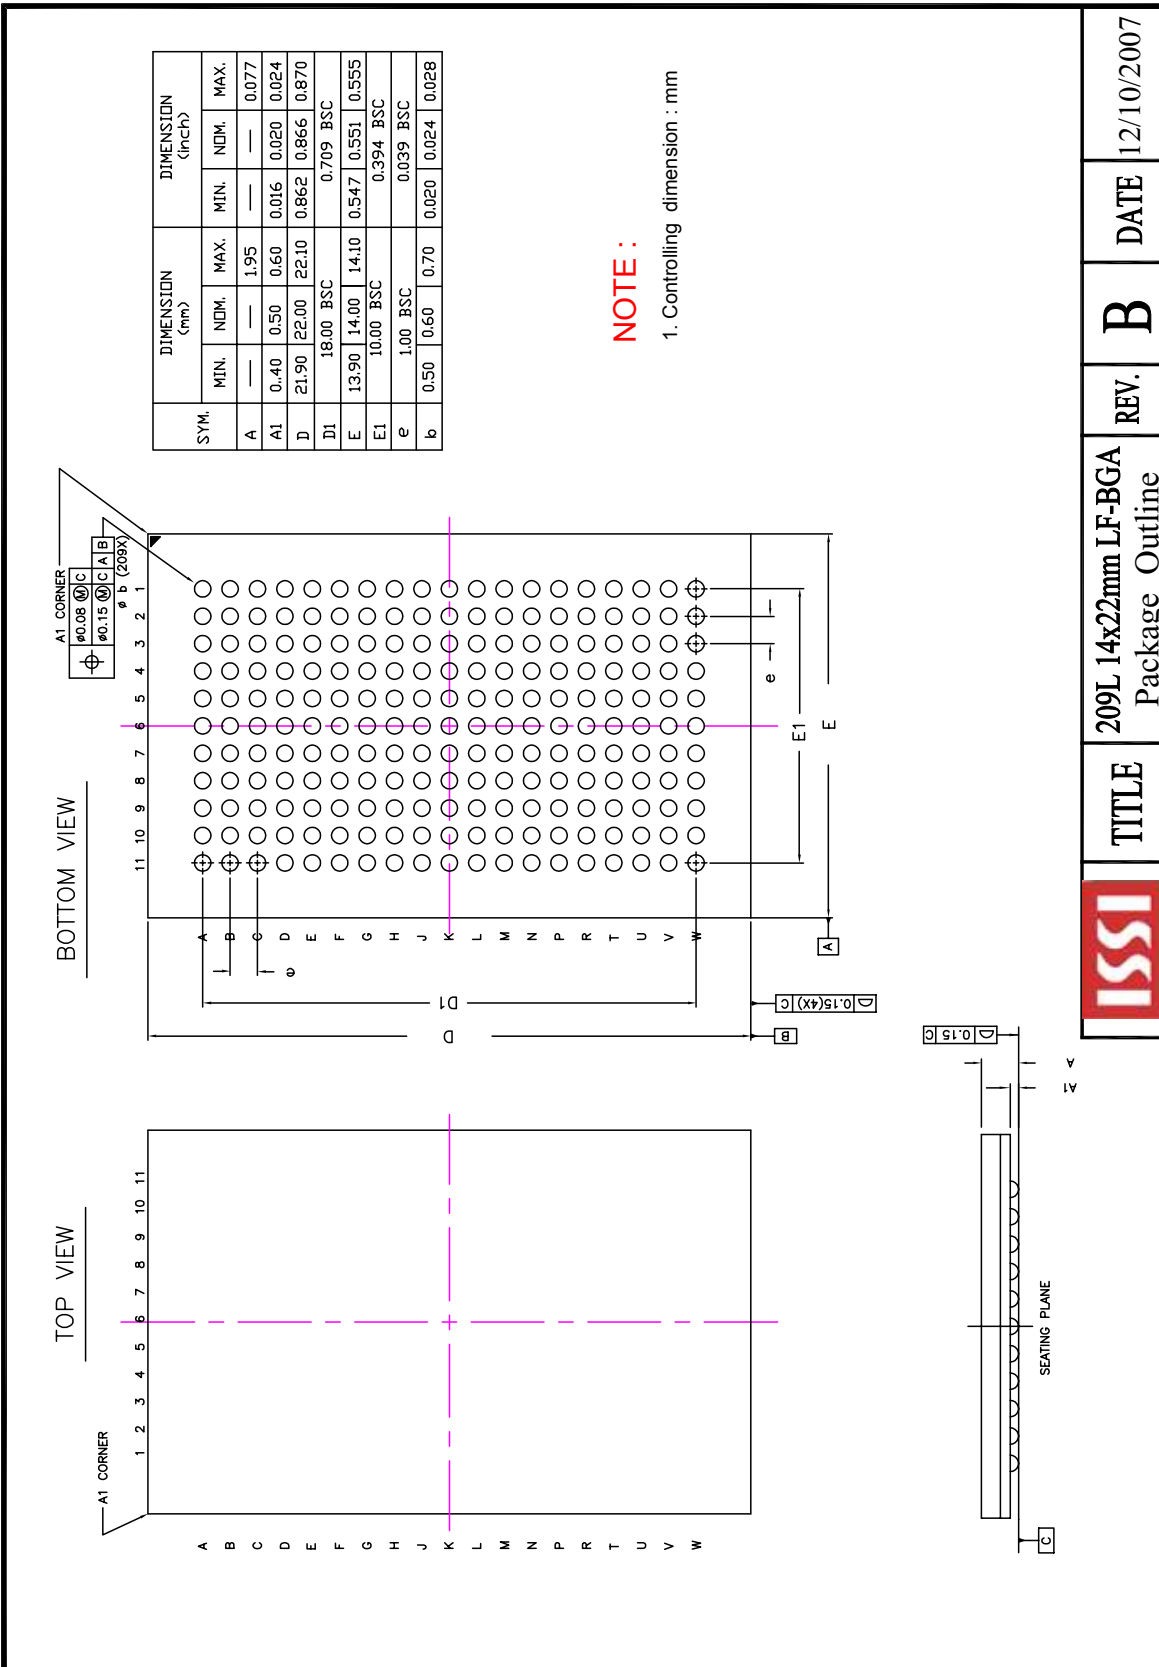 TOP VIEW
A1 CORNER
1 2 3 4 5 6 7 8 9 10 11
A
B
C
D
E
F
G
H
J
K
L
M
N
P
R
T
U
V
W
BOTTOM VIEW
11 10 9 8 7 6 5 4 3 2 1
A1 CORNER
ø0.08 Ⓜ C
ø0.15 Ⓜ C A B
ø b (209X)
A
B
C
D
E
F
G
H
J
K
L
M
N
P
R
T
U
V
W
e
D1
D
e
E1
E
A
B
0.15(4X) C
SYM. DIMENSION (mm) DIMENSION (inch)
MIN. NOM. MAX. MIN. NOM. MAX.
A — — 1.95 — — 0.077
A1 0.40 0.50 0.60 0.016 0.020 0.024
D 21.90 22.00 22.10 0.862 0.866 0.870
D1 18.00 BSC 0.709 BSC
E 13.90 14.00 14.10 0.547 0.551 0.555
E1 10.00 BSC 0.394 BSC
e 1.00 BSC 0.039 BSC
b 0.50 0.60 0.70 0.020 0.024 0.028
NOTE :
1. Controlling dimension : mm
0.15 C
A
A1
SEATING PLANE
C
ISSI
TITLE
209L 14x22mm LF-BGA
Package Outline
REV.
B
DATE
12/10/2007